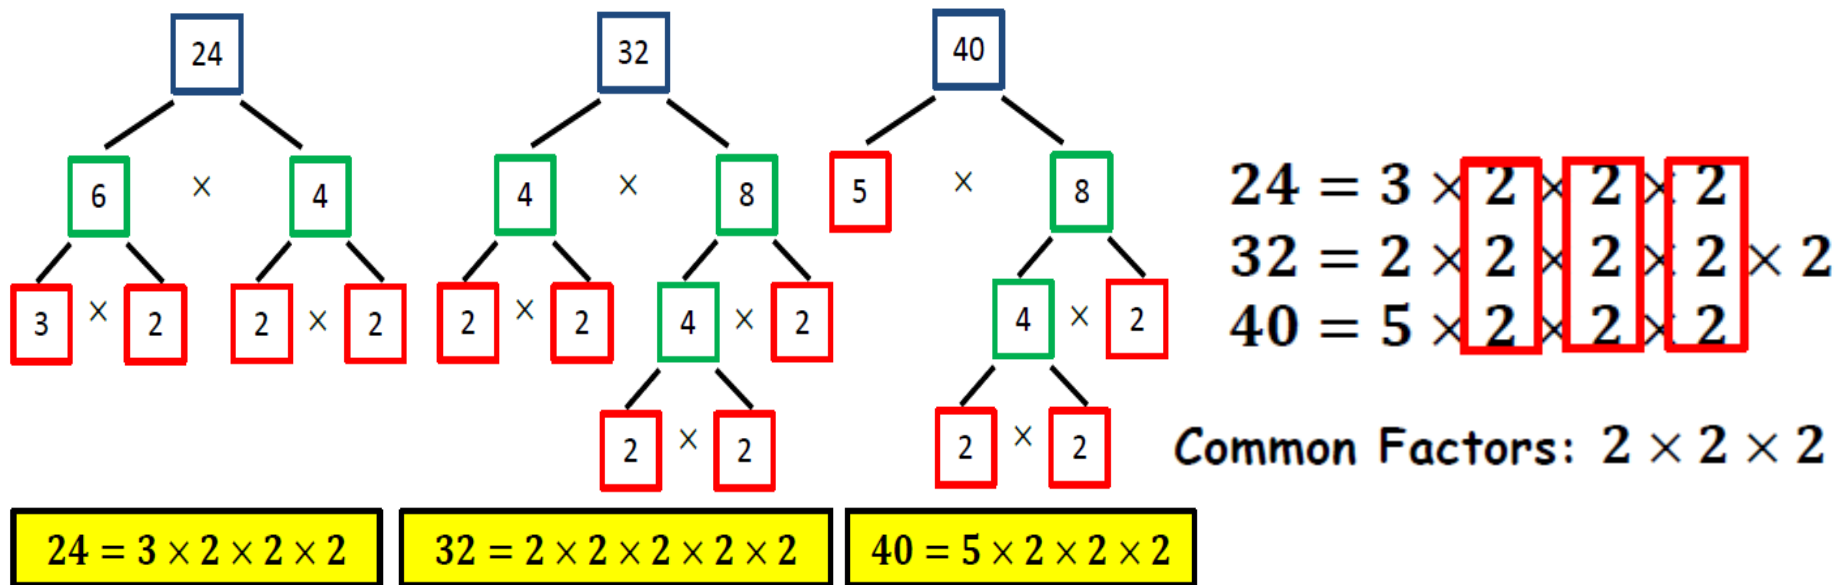 24
32
40
6 × 4
4 × 8
5 × 8
3 × 2
2 × 2
2 × 2
4 × 2
4 × 2
2 × 2
2 × 2
24 = 3 × 2 × 2 × 2
32 = 2 × 2 × 2 × 2 × 2
40 = 5 × 2 × 2 × 2
24 = 3 × 2 × 2 × 2
32 = 2 × 2 × 2 × 2 × 2
40 = 5 × 2 × 2 × 2
Common Factors: 2 × 2 × 2